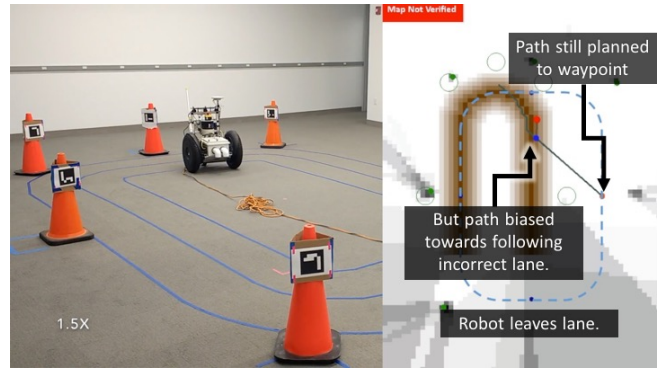 Map Not Verified
Path still planned
to waypoint
But path biased
towards following
incorrect lane.
Robot leaves lane.
1.5X